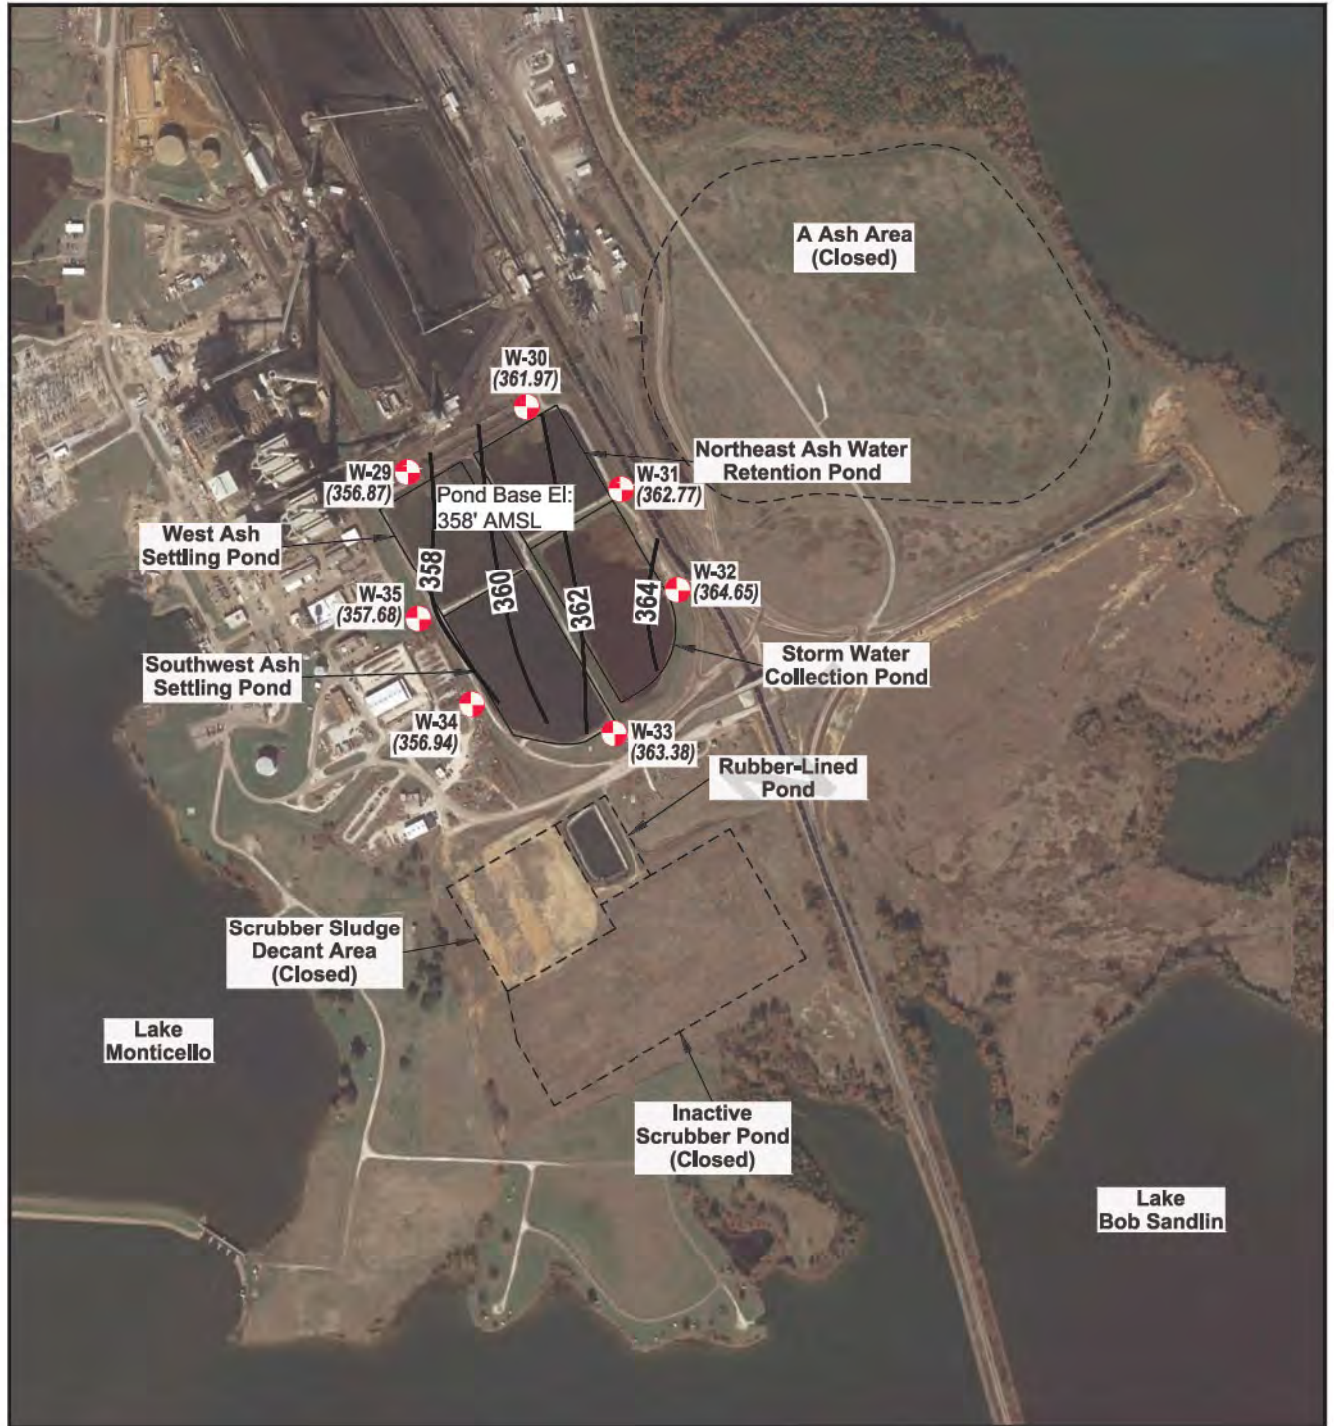 A Ash Area
(Closed)
W-30
(361.97)
Northeast Ash Water
Retention Pond
W-29
(356.87)
W-31
(362.77)
Pond Base El:
358' AMSL
West Ash
Settling Pond
358
360
362
364
W-32
(364.65)
W-35
(357.68)
Southwest Ash
Settling Pond
Storm Water
Collection Pond
W-34
(356.94)
W-33
(363.38)
Rubber-Lined
Pond
Scrubber Sludge
Decant Area
(Closed)
Lake
Monticello
Inactive
Scrubber Pond
(Closed)
Lake
Bob Sandlin